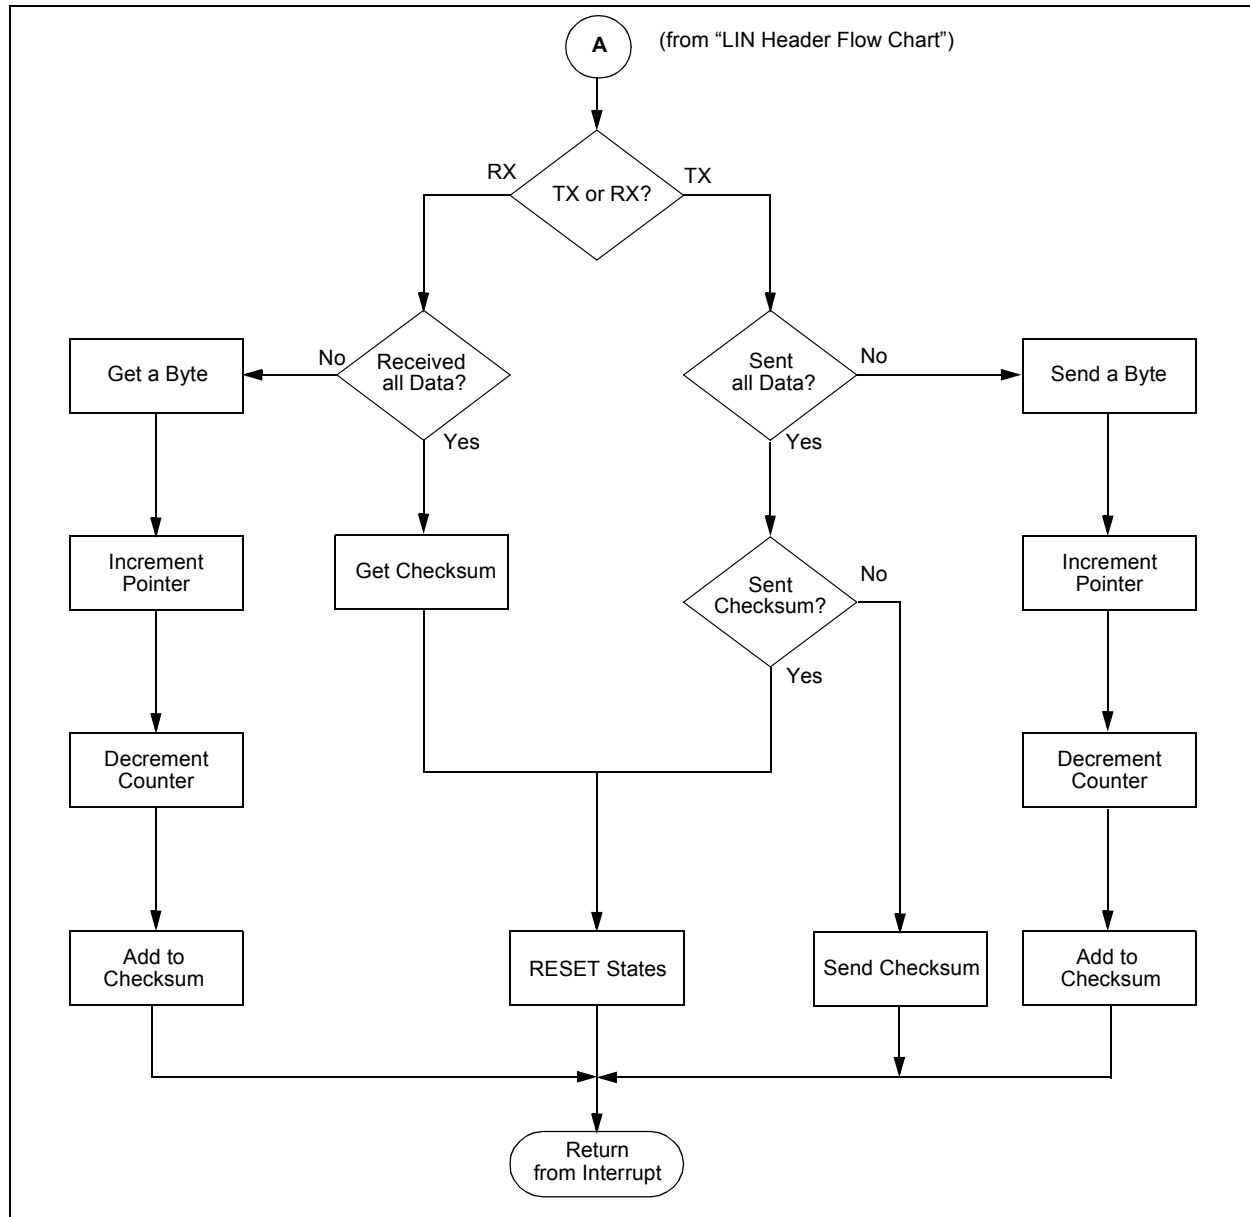 A
(from “LIN Header Flow Chart”)
RX
TX or RX?
TX
Get a Byte
No
Received
all Data?
Yes
Sent
all Data?
No
Yes
Send a Byte
Increment
Pointer
Get Checksum
Sent
Checksum?
No
Yes
Increment
Pointer
Decrement
Counter
Decrement
Counter
Add to
Checksum
RESET States
Send Checksum
Add to
Checksum
Return
from Interrupt